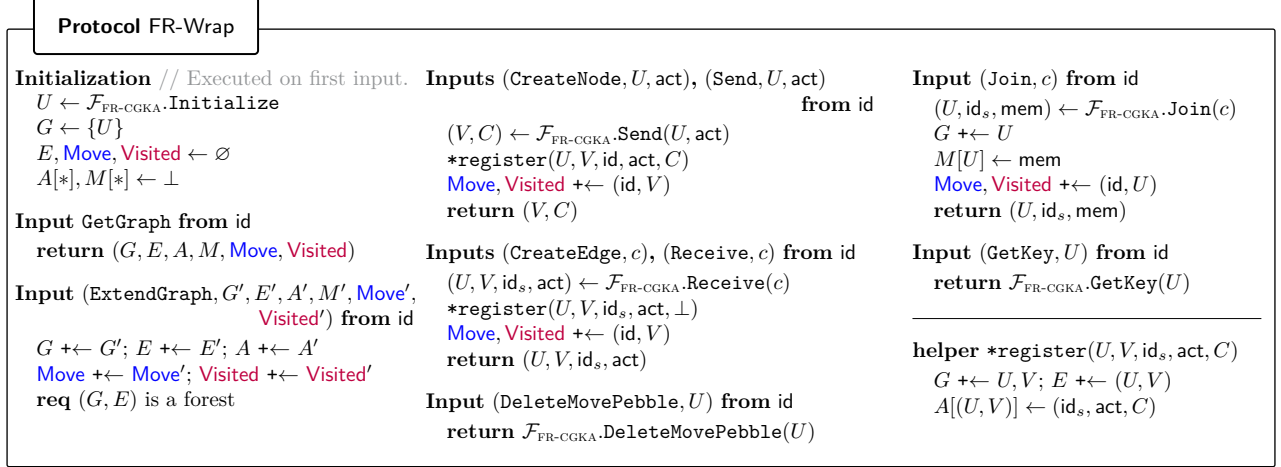 Protocol FR-Wrap
Initialization // Executed on first input.
U ← F_FR-CGKA.Initialize
G ← {U}
E, Move, Visited ← ∅
A[∗], M[∗] ← ⊥
Input GetGraph from id
return (G, E, A, M, Move, Visited)
Input (ExtendGraph, G′, E′, A′, M′, Move′,
Visited′) from id
G +← G′; E +← E′; A +← A′
Move +← Move′; Visited +← Visited′
req (G, E) is a forest
Inputs (CreateNode, U, act), (Send, U, act)
from id
(V, C) ← F_FR-CGKA.Send(U, act)
*register(U, V, id, act, C)
Move, Visited +← (id, V)
return (V, C)
Inputs (CreateEdge, c), (Receive, c) from id
(U, V, id_s, act) ← F_FR-CGKA.Receive(c)
*register(U, V, id_s, act, ⊥)
Move, Visited +← (id, V)
return (U, V, id_s, act)
Input (DeleteMovePebble, U) from id
return F_FR-CGKA.DeleteMovePebble(U)
Input (Join, c) from id
(U, id_s, mem) ← F_FR-CGKA.Join(c)
G +← U
M[U] ← mem
Move, Visited +← (id, U)
return (U, id_s, mem)
Input (GetKey, U) from id
return F_FR-CGKA.GetKey(U)
helper *register(U, V, id_s, act, C)
G +← U, V; E +← (U, V)
A[(U, V)] ← (id_s, act, C)